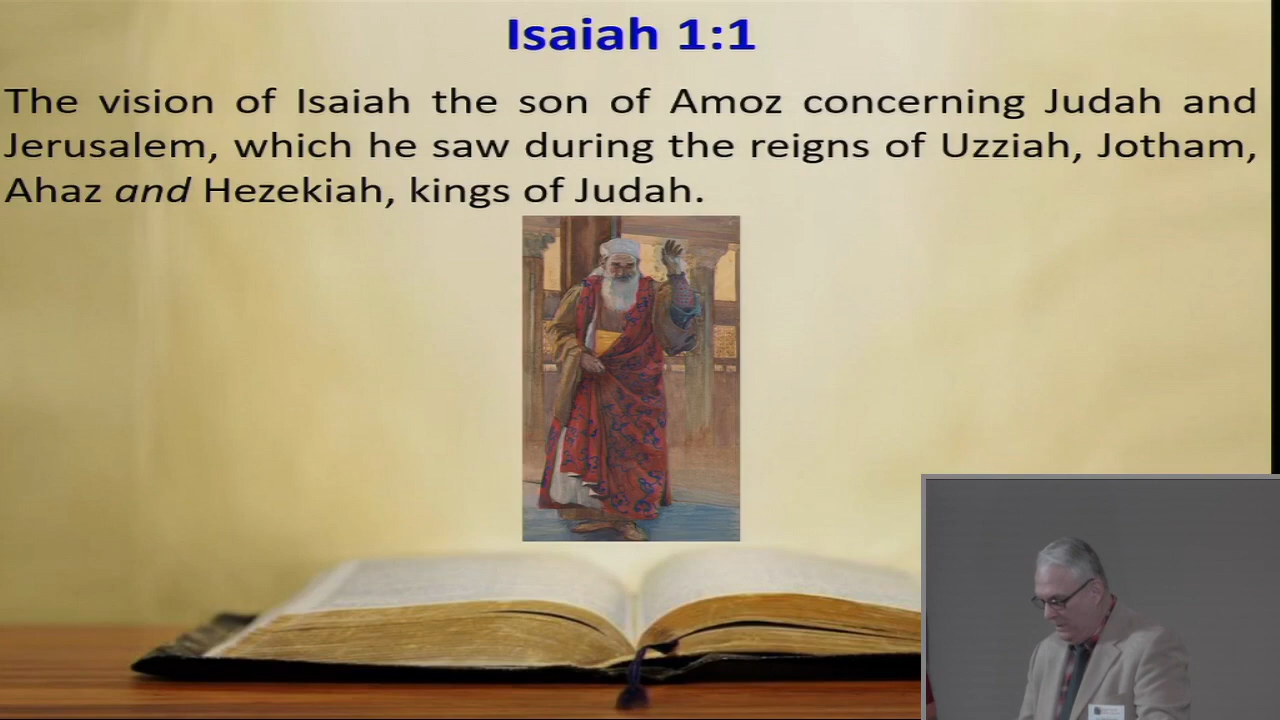 Isaiah 1:1
The vision of Isaiah the son of Amoz concerning Judah and
Jerusalem, which he saw during the reigns of Uzziah, Jotham,
Ahaz and Hezekiah, kings of Judah.